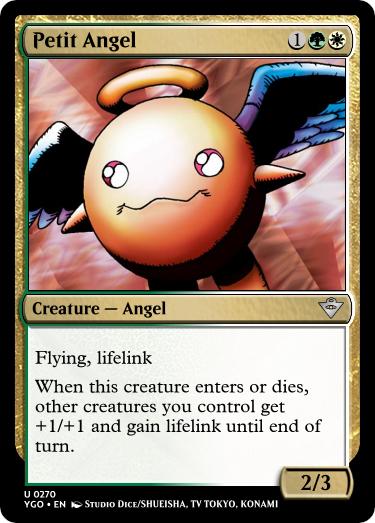 Petit Angel 1
Creature — Angel
Flying, lifelink
When this creature enters or dies,
other creatures you control get
+1/+1 and gain lifelink until end of
turn.
2/3
U 0270
YGO • EN Studio Dice/SHUEISHA, TV TOKYO, KONAMI